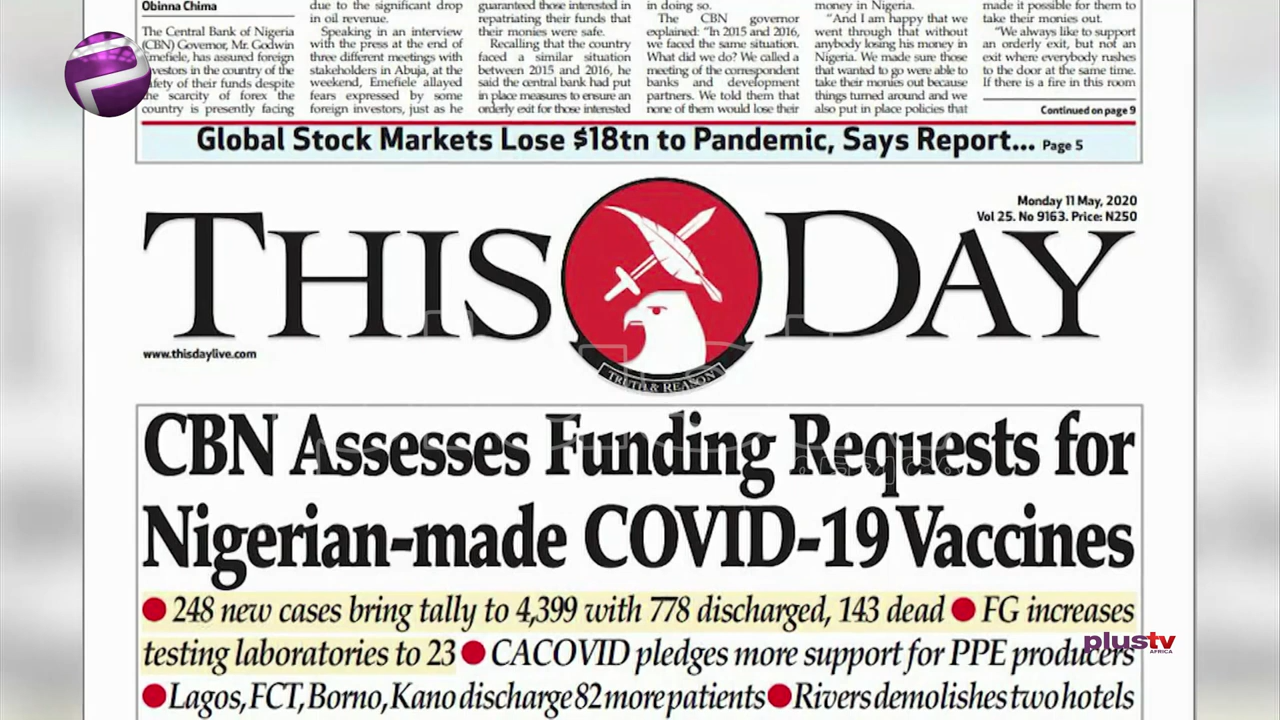 Obinna Chima
The Central Bank of Nigeria
(CBN) Governor, Mr. Godwin
Emefiele, has assured foreign
investors in the country of the
safety of their funds despite
the scarcity of forex the
country is presently facing
due to the significant drop
in oil revenue.
Speaking in an interview
with the press at the end of
three different meetings with
stakeholders in Abuja, at the
weekend, Emefiele allayed
fears expressed by some
foreign investors, just as he
guaranteed those interested in
repatriating their funds that
their monies were safe.
Recalling that the country
faced a similar situation
between 2015 and 2016, he
said the central bank had put
in place measures to ensure an
orderly exit for those interested
in doing so.
The CBN governor
explained: “In 2015 and 2016,
we faced the same situation.
What did we do? We called a
meeting of the correspondent
banks and development
partners. We told them that
none of them would lose their
money in Nigeria.
“And I am happy that we
went through that without
anybody losing his money in
Nigeria. We made sure those
that wanted to go were able to
take their monies out because
things turned around and we
also put in place policies that
made it possible for them to
take their monies out.
“We always like to support
an orderly exit, but not an
exit where everybody rushes
to the door at the same time.
If there is a fire in this room
Continued on page 9
Global Stock Markets Lose $18tn to Pandemic, Says Report... Page 5
Monday 11 May, 2020
Vol 25. No 9163. Price: N250
THISDAY
www.thisdaylive.com
TRUTH & REASON
CBN Assesses Funding Requests for
Nigerian-made COVID-19 Vaccines
● 248 new cases bring tally to 4,399 with 778 discharged, 143 dead ● FG increases
testing laboratories to 23 ● CACOVID pledges more support for PPE producers
● Lagos, FCT, Borno, Kano discharge 82 more patients ● Rivers demolishes two hotels
plustv
AFRICA